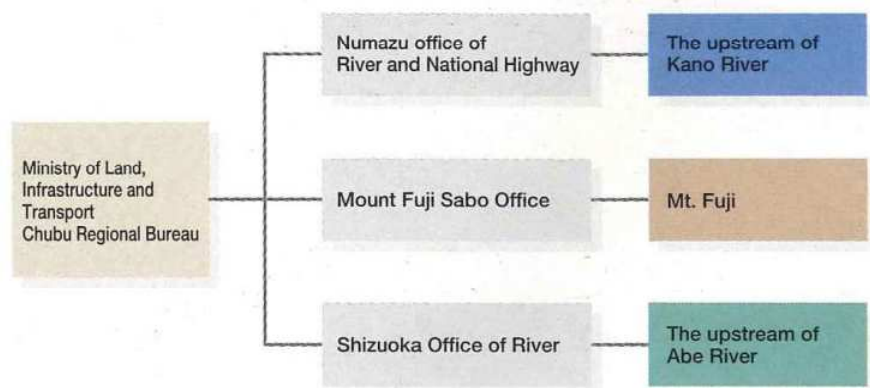 Ministry of Land,
Infrastructure and
Transport
Chubu Regional Bureau
Numazu office of
River and National Highway
The upstream of
Kano River
Mount Fuji Sabo Office
Mt. Fuji
Shizuoka Office of River
The upstream of
Abe River